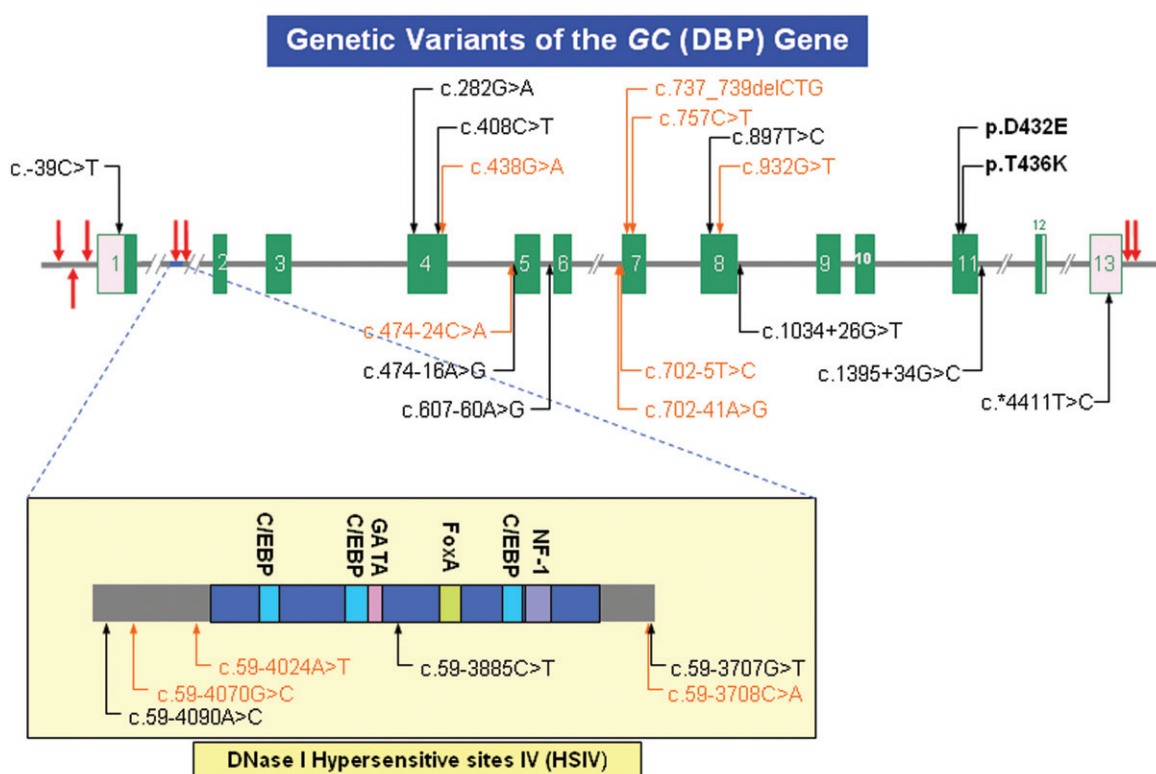 Genetic Variants of the GC (DBP) Gene
c.282G>A
c.737_739delCTG
c.408C>T
c.757C>T
c.897T>C
p.D432E
c.-39C>T
c.438G>A
c.932G>T
p.T436K
12
1
2
3
4
5
6
7
8
9
10
11
13
c.474-24C>A
c.1034+26G>T
c.474-16A>G
c.702-5T>C
c.1395+34G>C
c.607-60A>G
c.702-41A>G
c.*4411T>C
C/EBP
C/EBP
GATA
FoxA
C/EBP
NF-1
c.59-4024A>T
c.59-3885C>T
c.59-3707G>T
c.59-4070G>C
c.59-3708C>A
c.59-4090A>C
DNase I Hypersensitive sites IV (HSIV)